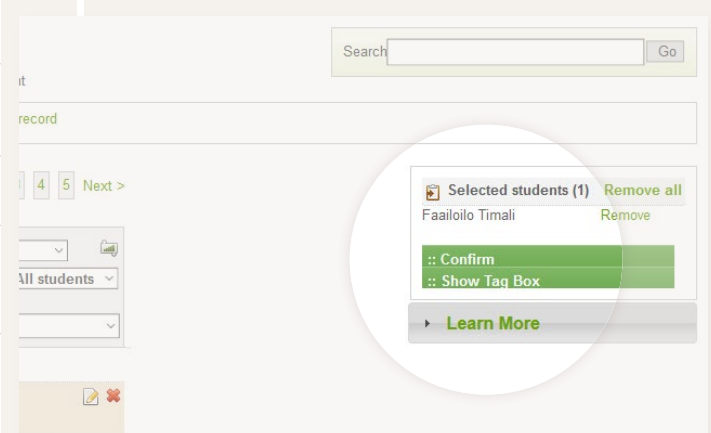 Search Go
record
4 5 Next >
Selected students (1) Remove all
Faailoilo Timali Remove
All students
:: Confirm
:: Show Tag Box
Learn More